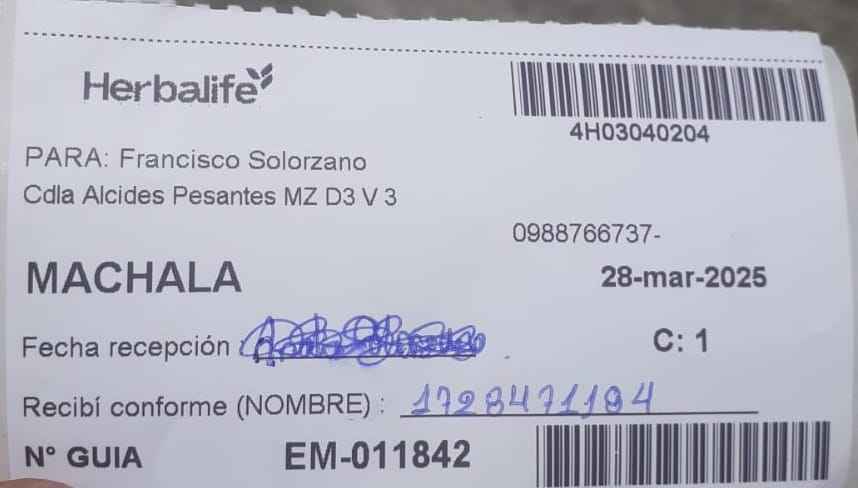 Herbalife
4H03040204
PARA: Francisco Solorzano
Cdla Alcides Pesantes MZ D3 V 3
0988766737-
MACHALA 28-mar-2025
Fecha recepción :
C: 1
Recibí conforme (NOMBRE) : 1728471194
N° GUIA EM-011842